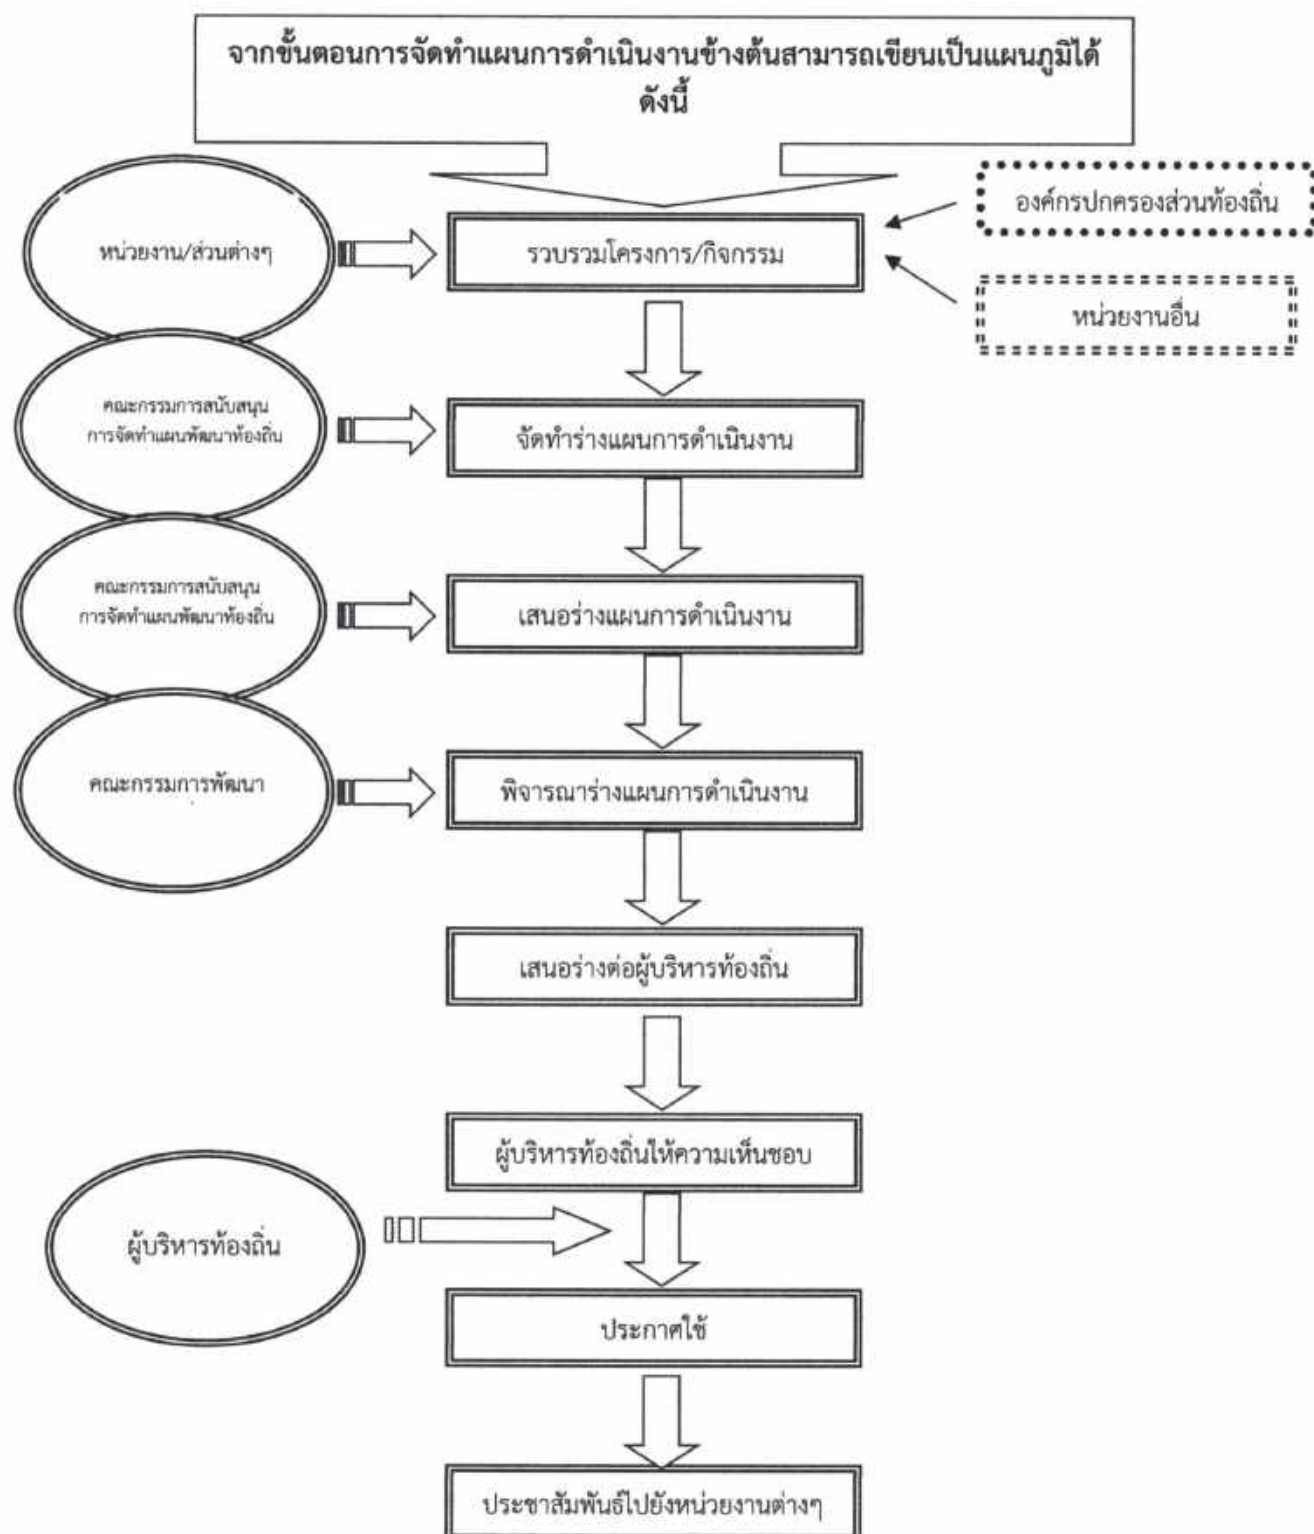 จากขั้นตอนการจัดทำแผนการดำเนินงานข้างต้นสามารถเขียนเป็นแผนภูมิได้
ดังนี้
องค์กรปกครองส่วนท้องถิ่น
หน่วยงาน/ส่วนต่างๆ
รวบรวมโครงการ/กิจกรรม
หน่วยงานอื่น
คณะกรรมการสนับสนุน
การจัดทำแผนพัฒนาท้องถิ่น
จัดทำร่างแผนการดำเนินงาน
คณะกรรมการสนับสนุน
การจัดทำแผนพัฒนาท้องถิ่น
เสนอร่างแผนการดำเนินงาน
คณะกรรมการพัฒนา
พิจารณาร่างแผนการดำเนินงาน
เสนอร่างต่อผู้บริหารท้องถิ่น
ผู้บริหารท้องถิ่นให้ความเห็นชอบ
ผู้บริหารท้องถิ่น
ประกาศใช้
ประชาสัมพันธ์ไปยังหน่วยงานต่างๆ